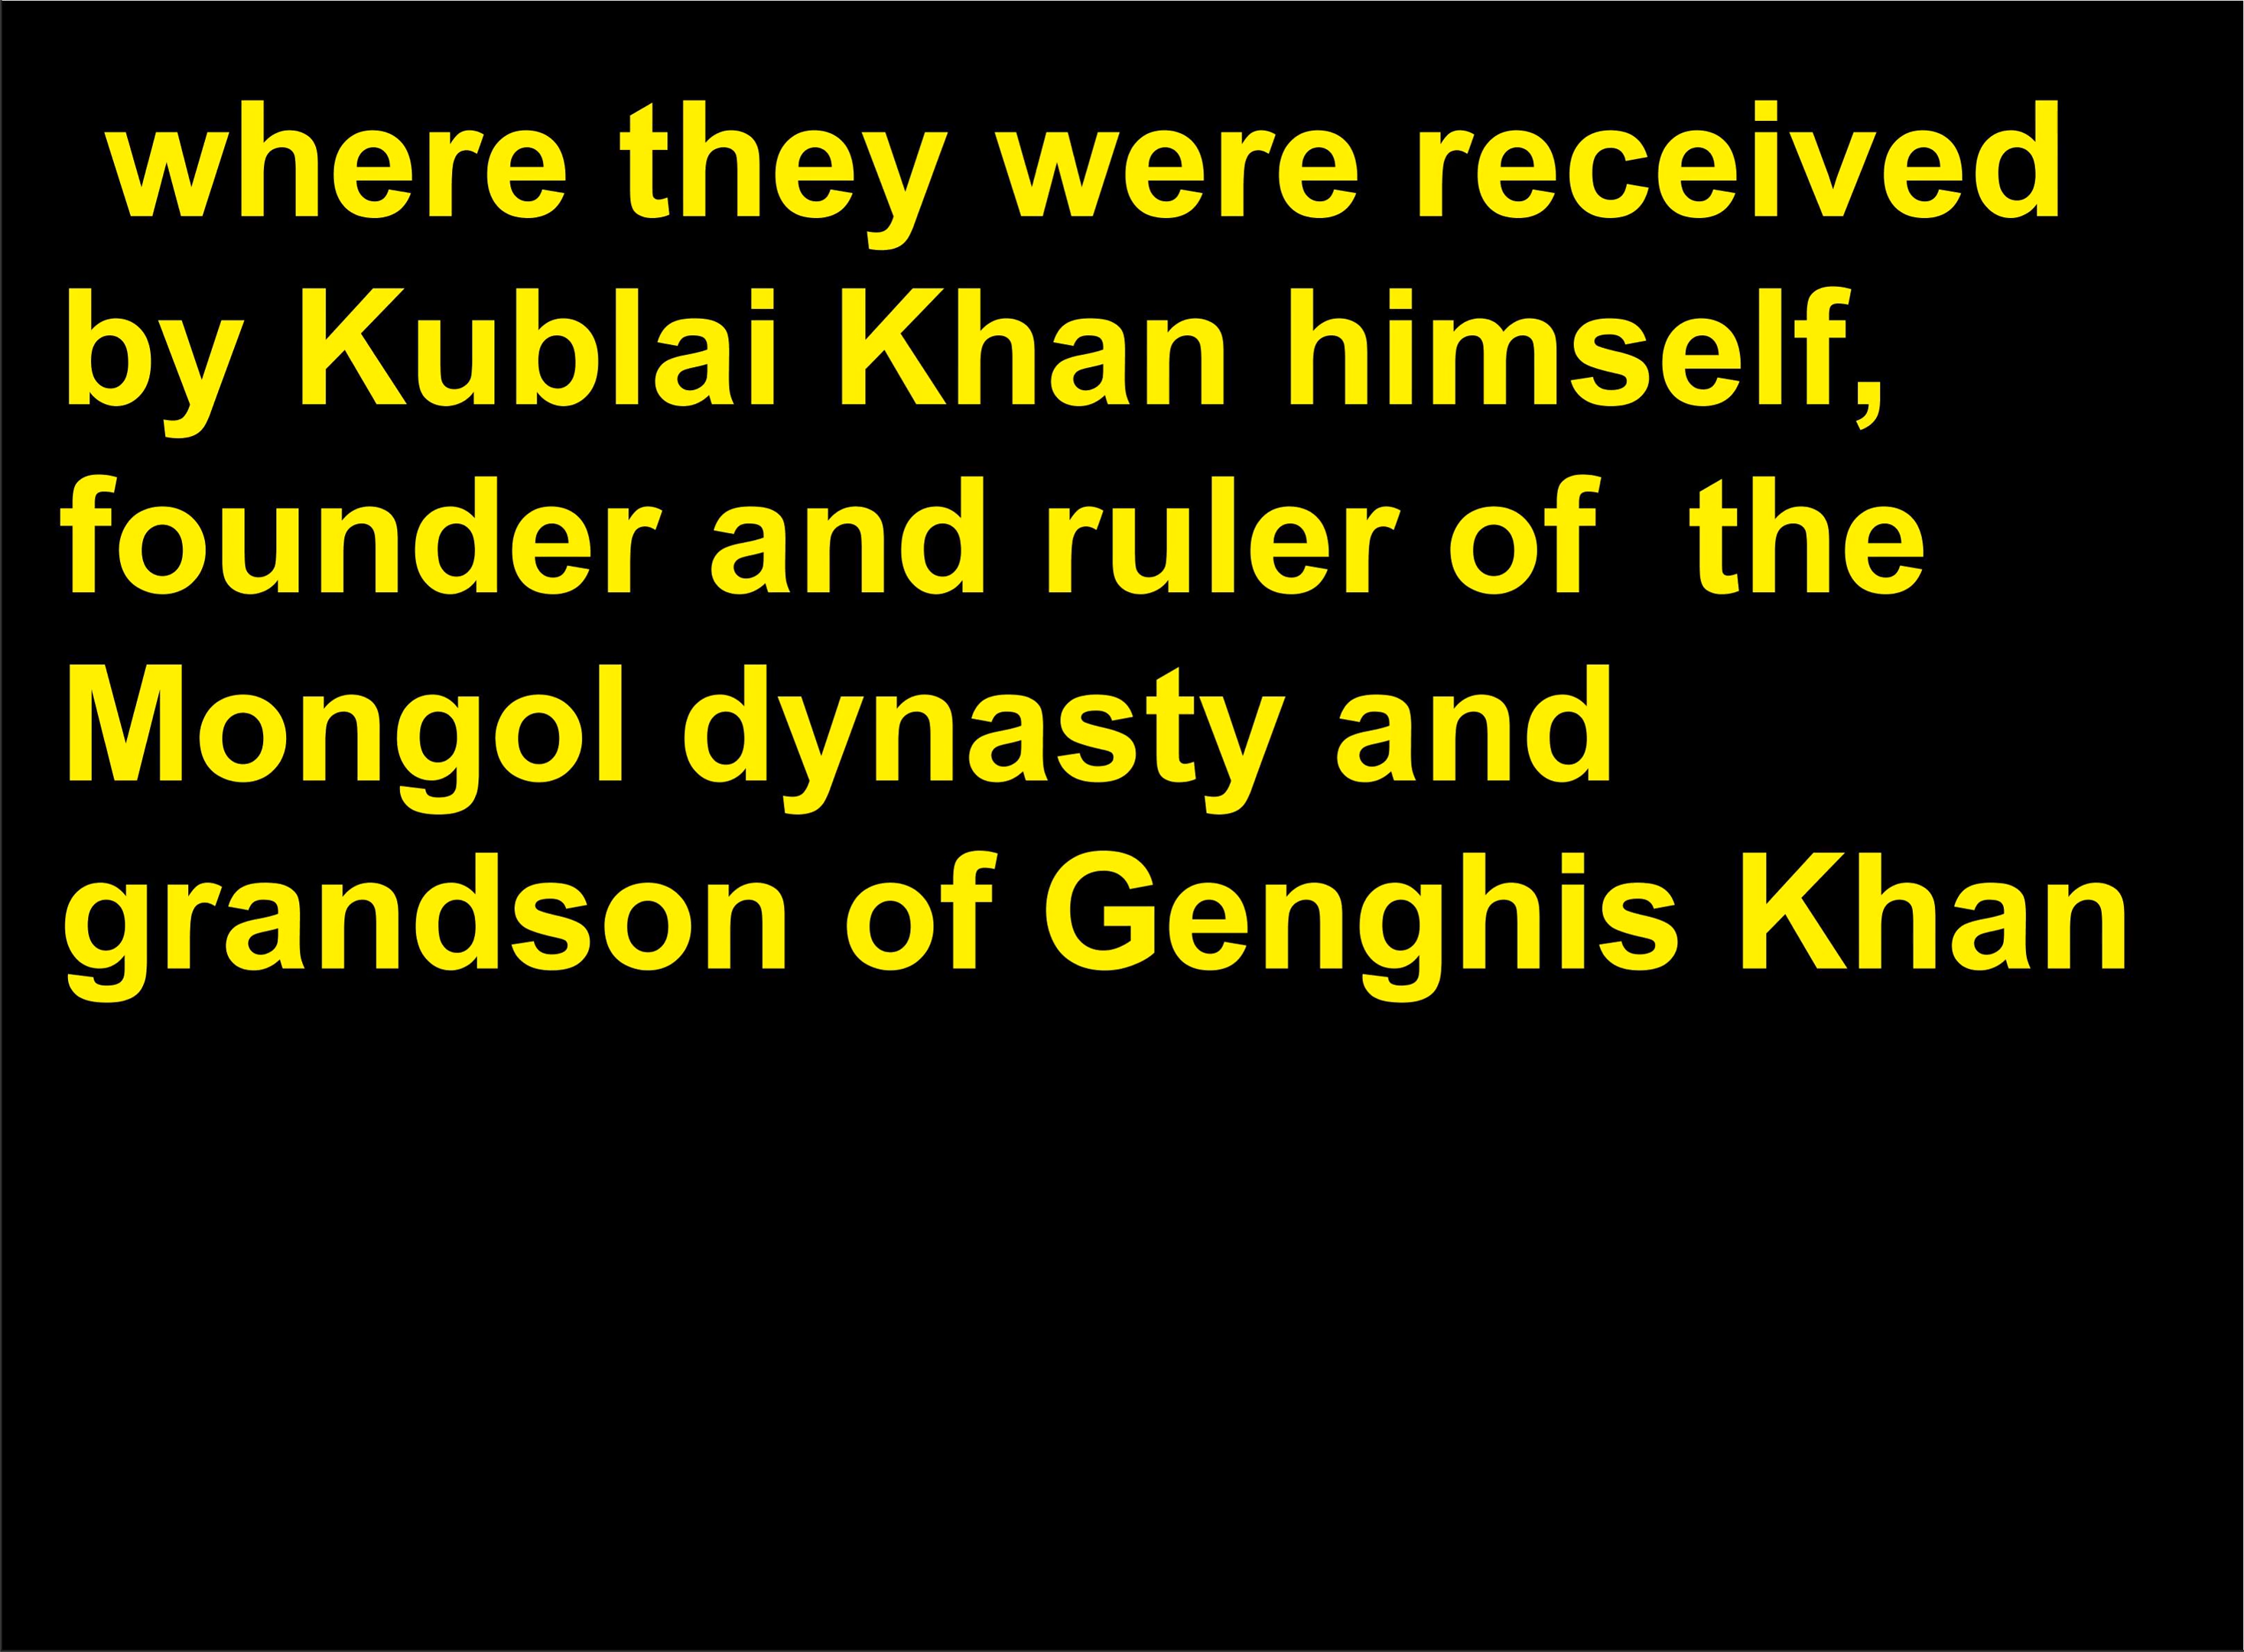 where they were received
by Kublai Khan himself,
founder and ruler of  the
Mongol dynasty and
grandson of Genghis Khan